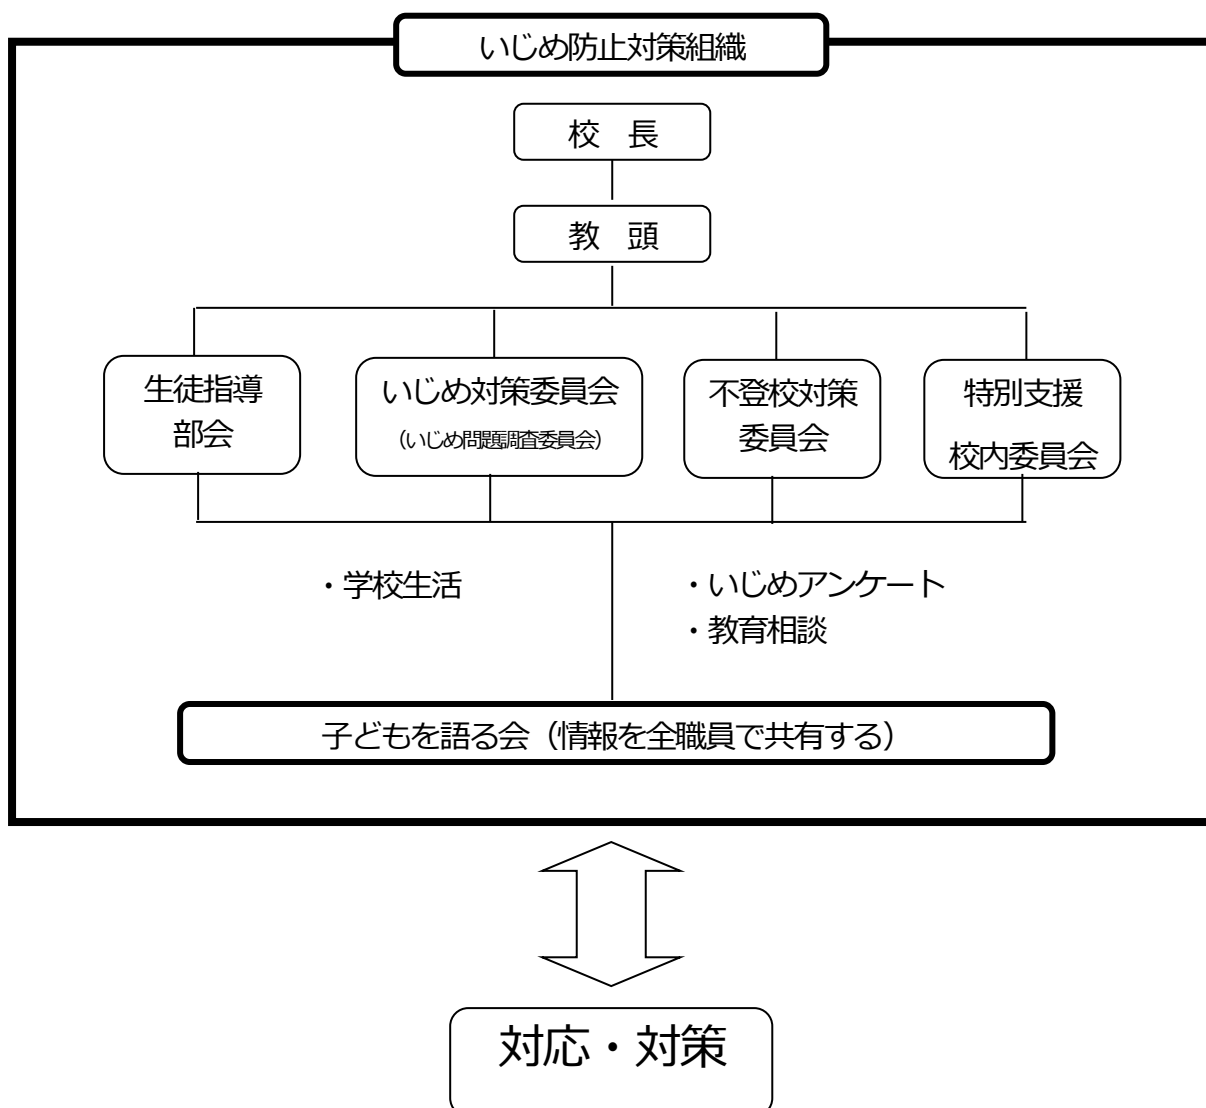 いじめ防止対策組織
校　長
教　頭
生徒指導
部会
いじめ対策委員会
（いじめ問題調査委員会）
不登校対策
委員会
特別支援
校内委員会
・学校生活
・いじめアンケート
・教育相談
子どもを語る会（情報を全職員で共有する）
対応・対策